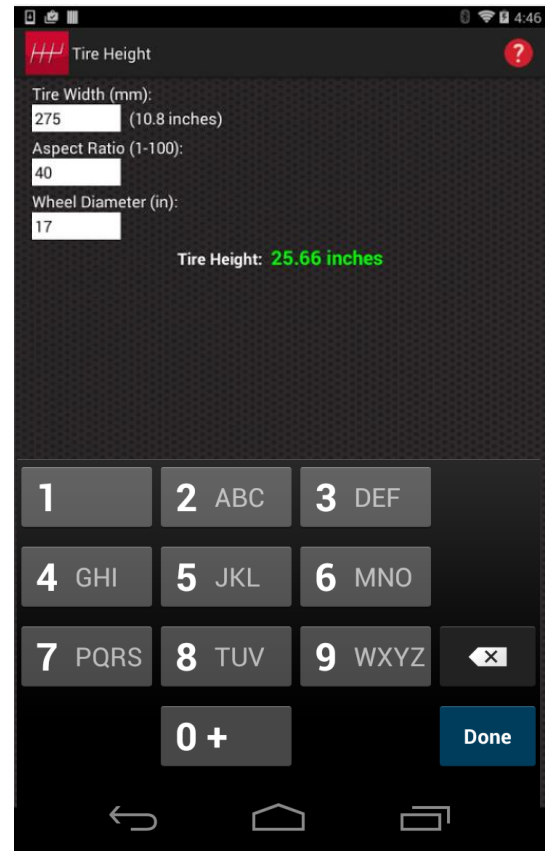 4:46
Tire Height
?
Tire Width (mm):
275 (10.8 inches)
Aspect Ratio (1-100):
40
Wheel Diameter (in):
17
Tire Height: 25.66 inches
1 2 ABC 3 DEF
4 GHI 5 JKL 6 MNO
7 PQRS 8 TUV 9 WXYZ
0 + Done